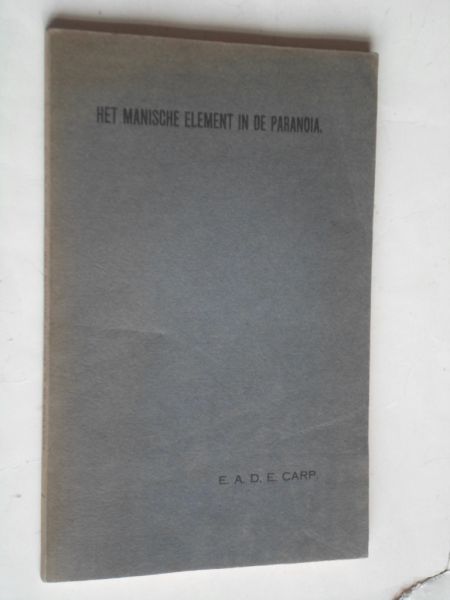 HET MANISCHE ELEMENT IN DE PARANOIA.
E. A. D. E. CARP.